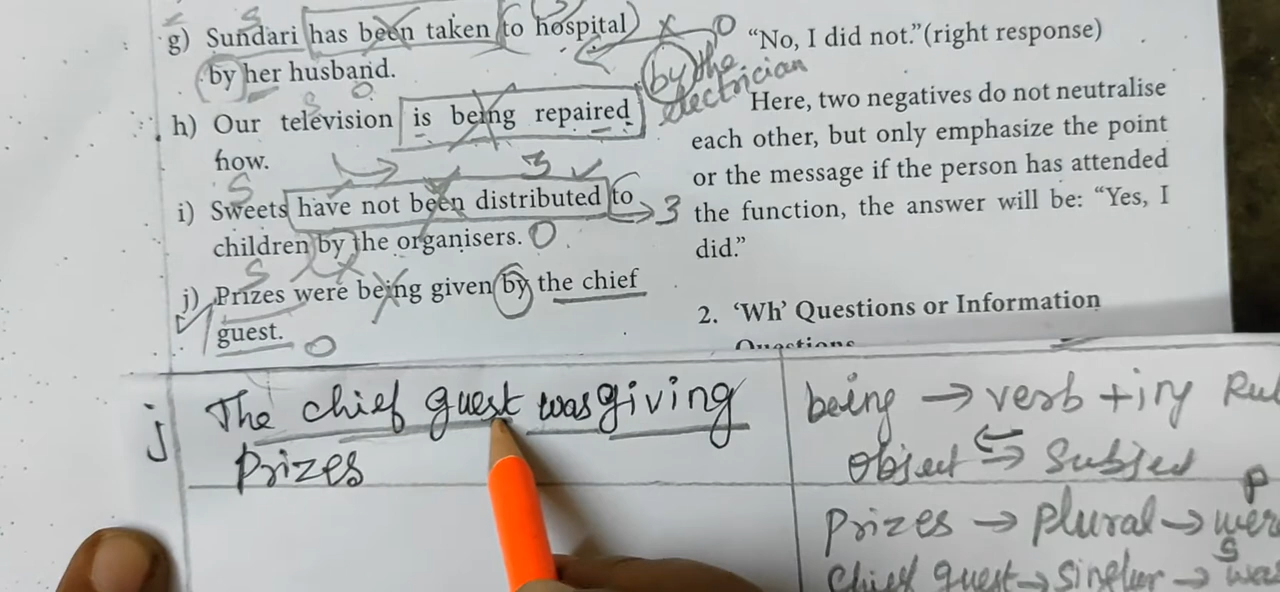 g) Sundari has been taken to hospital
by her husband.
h) Our television is being repaired
now.
i) Sweets have not been distributed to
children by the organisers.
j) Prizes were being given by the chief
guest.
S
S
by the
electrician
S
O
3
S
3
O
S
O
"No, I did not." (right response)
Here, two negatives do not neutralise
each other, but only emphasize the point
or the message if the person has attended
the function, the answer will be: "Yes, I
did."
2. 'Wh' Questions or Information
Questions
j The chief guest was giving
Prizes
being → verb + ing
Object ⇄ Subject
P
Prizes → plural →
S
Chief guest → →